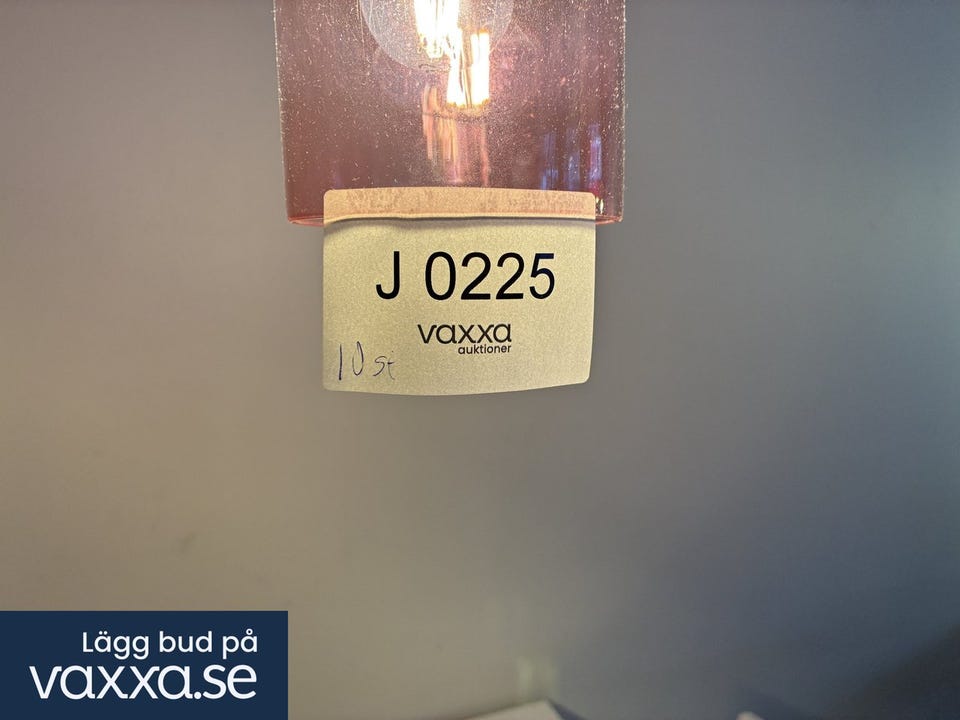 J 0225
vaxxa
auktioner
10 st
Lägg bud på
vaxxa.se